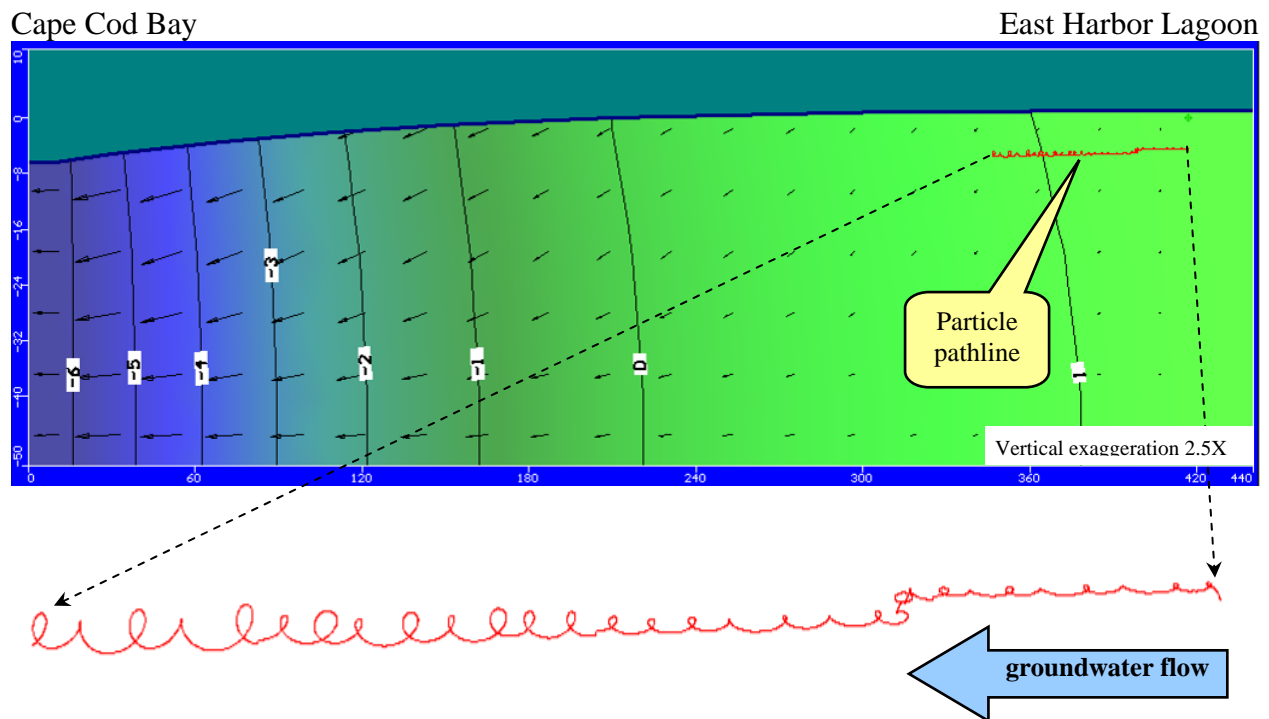 Cape Cod Bay East Harbor Lagoon
10
0
-8
-16
-24
-32
-40
-50
-6
-5
-4
-3
-2
-1
0
1
Particle
pathline
Vertical exaggeration 2.5X
0 60 120 180 240 300 360 420 440
groundwater flow